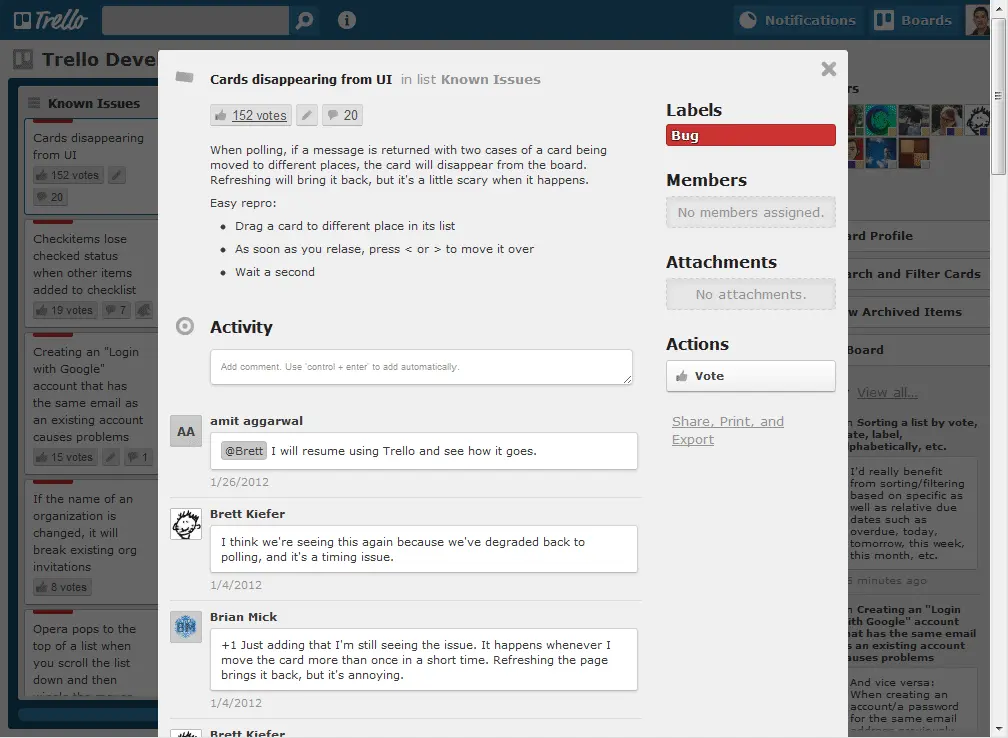 Trello
Notifications
Boards
Trello Deve
Known Issues
Cards disappearing
from UI
152 votes
20
Checkitems lose
checked status
when other items
added to checklist
19 votes 7
Creating an "Login
with Google"
account that has
the same email as
an existing account
causes problems
15 votes 1
If the name of an
organization is
changed, it will
break existing org
invitations
8 votes
Opera pops to the
top of a list when
you scroll the list
down and then
Cards disappearing from UI in list Known Issues
152 votes 20
When polling, if a message is returned with two cases of a card being
moved to different places, the card will disappear from the board.
Refreshing will bring it back, but it's a little scary when it happens.
Easy repro:
• Drag a card to different place in its list
• As soon as you relase, press < or > to move it over
• Wait a second
Activity
Add comment. Use 'control + enter' to add automatically.
AA
amit aggarwal
@Brett I will resume using Trello and see how it goes.
1/26/2012
Brett Kiefer
I think we're seeing this again because we've degraded back to
polling, and it's a timing issue.
1/4/2012
BM
Brian Mick
+1 Just adding that I'm still seeing the issue. It happens whenever I
move the card more than once in a short time. Refreshing the page
brings it back, but it's annoying.
1/4/2012
Brett Kiefer
Labels
Bug
Members
No members assigned.
Attachments
No attachments.
Actions
Vote
Share, Print, and
Export
rs
ard Profile
arch and Filter Cards
w Archived Items
Board
View all...
n Sorting a list by vote,
ate, label,
lphabetically, etc.
I'd really benefit
from sorting/filtering
based on specific as
well as relative due
dates such as
overdue, today,
tomorrow, this week,
this month, etc.
minutes ago
n Creating an "Login
with Google" account
hat has the same email
s an existing account
auses problems
And vice versa:
When creating an
account/a password
for the same email